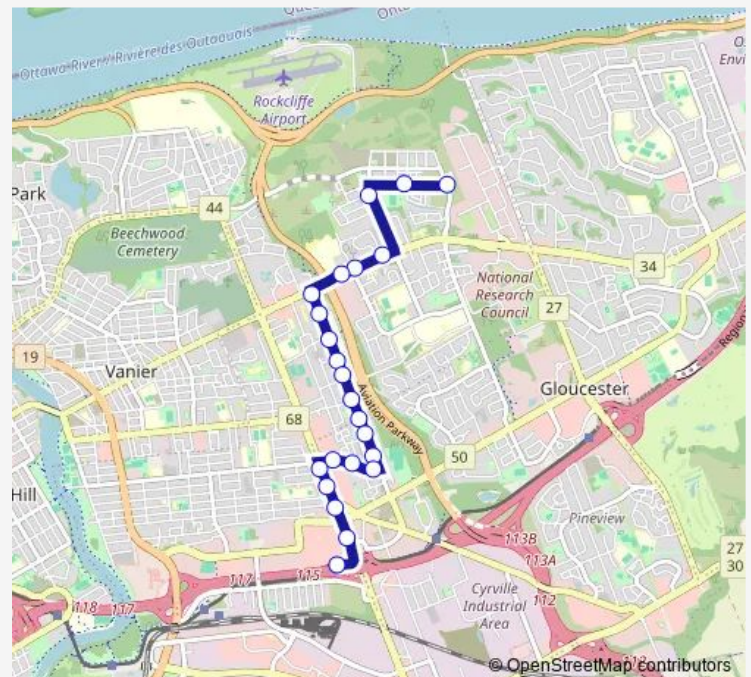 Ottawa River / Rivière des Outaouais
Rockcliffe
Airport
Park
44
Beechwood
Cemetery
34
National
Research
Council
27
19
Vanier
Gloucester
68
Aviation Parkway
50
Hill
Pineview
113B
113A
27
30
117
115
Cyrville
Industrial
Area
112
118
117
© OpenStreetMap contributors